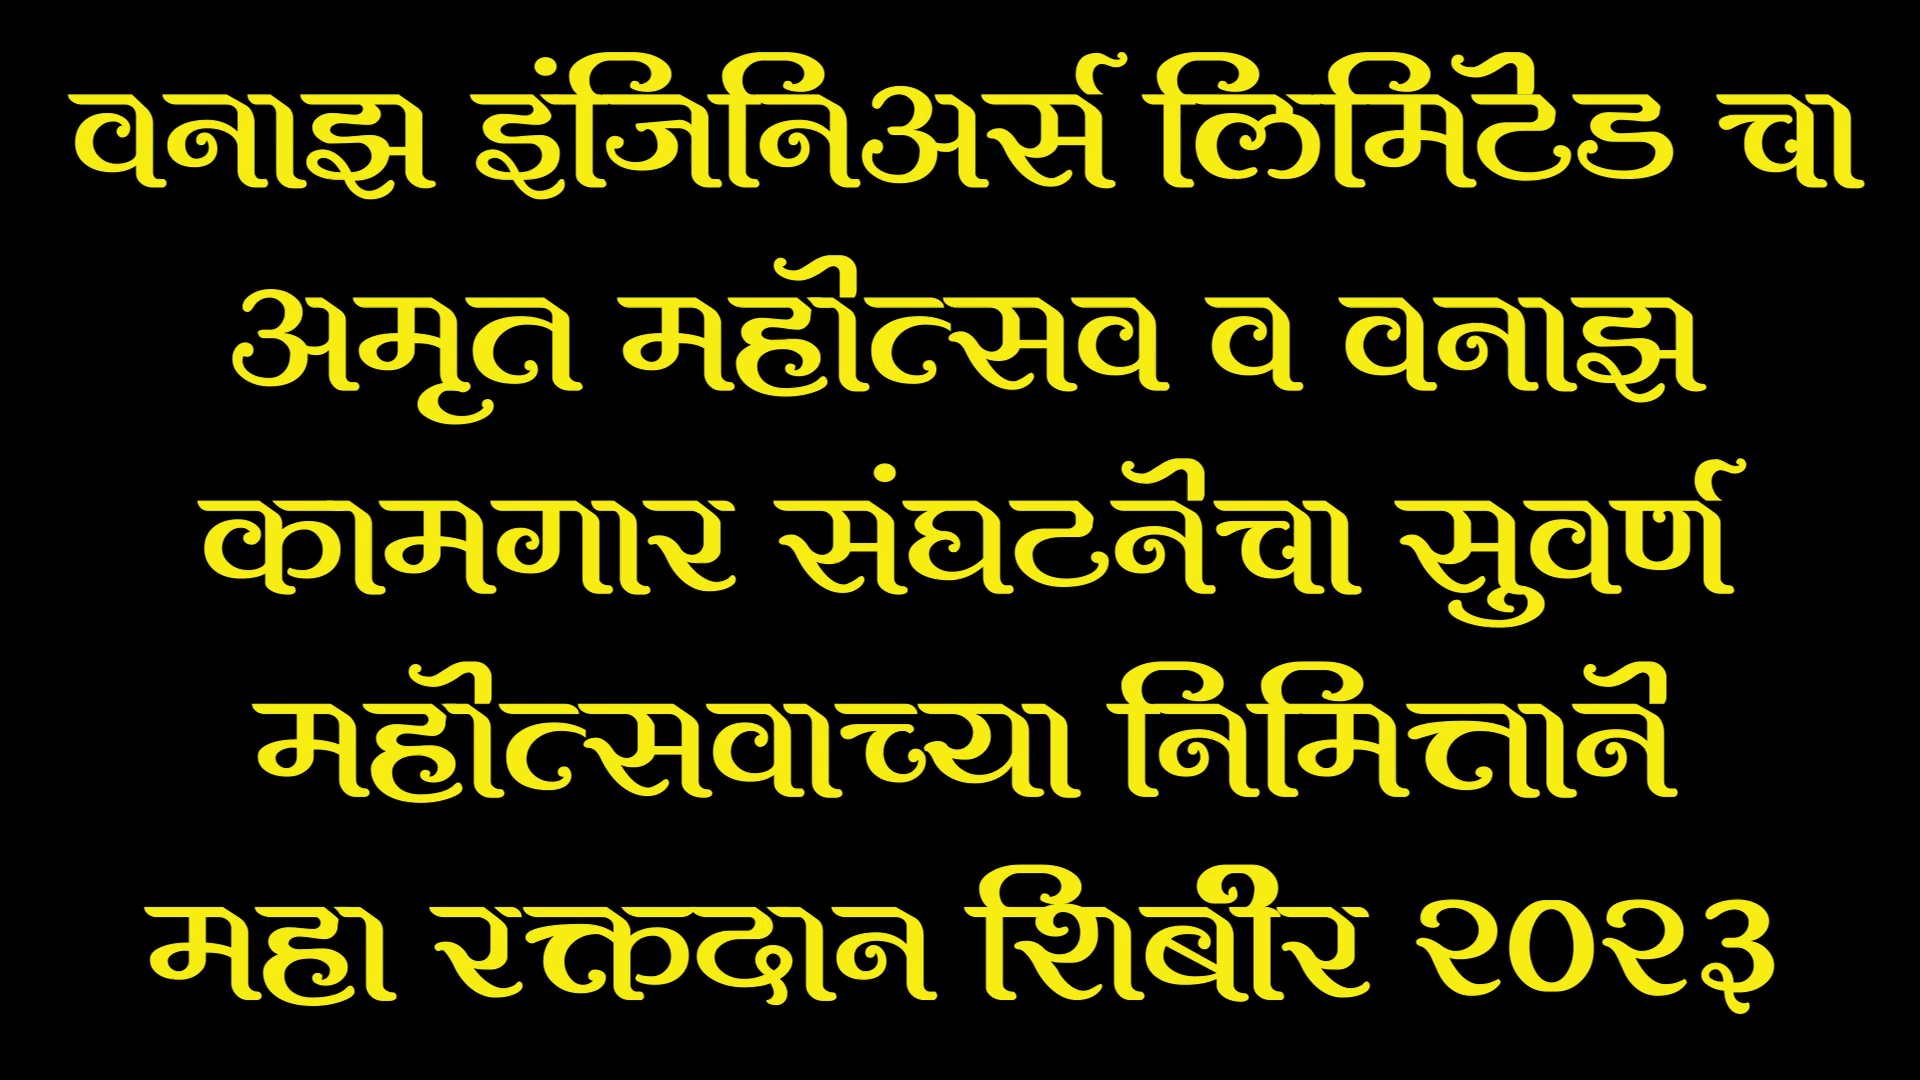 वनाझ इंजिनिअर्स लिमिटेड चा
अमृत महोत्सव व वनाझ
कामगार संघटनेचा सुवर्ण
महोत्सवाच्या निमित्ताने
महा रक्तदान शिबीर २०२३